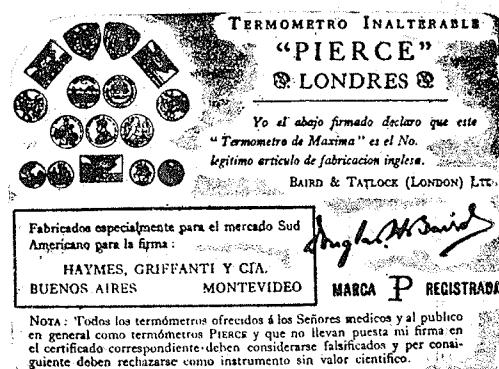 TERMOMETRO INALTERABLE
"PIERCE"
LONDRES
Yo el abajo firmado declaro que este
"Termometro de Maxima" es el No.
legitimo articulo de fabricacion inglesa.
BAIRD & TATLOCK (LONDON) LTD
Fabricados especialmente para el mercado Sud
Americano para la firma :
HAYMES, GRIFFANTI Y CÍA.
BUENOS AIRES MONTEVIDEO
Douglas H Baird
MARCA P REGISTRADA
NOTA : Todos los termómetros ofrecidos á los Señores medicos y al publico
en general como termómetros PIERCE y que no llevan puesta mi firma en
el certificado correspondiente deben considerarse falsificados y per consi-
guiente deben rechazarse como instrumento sin valor cientifico.